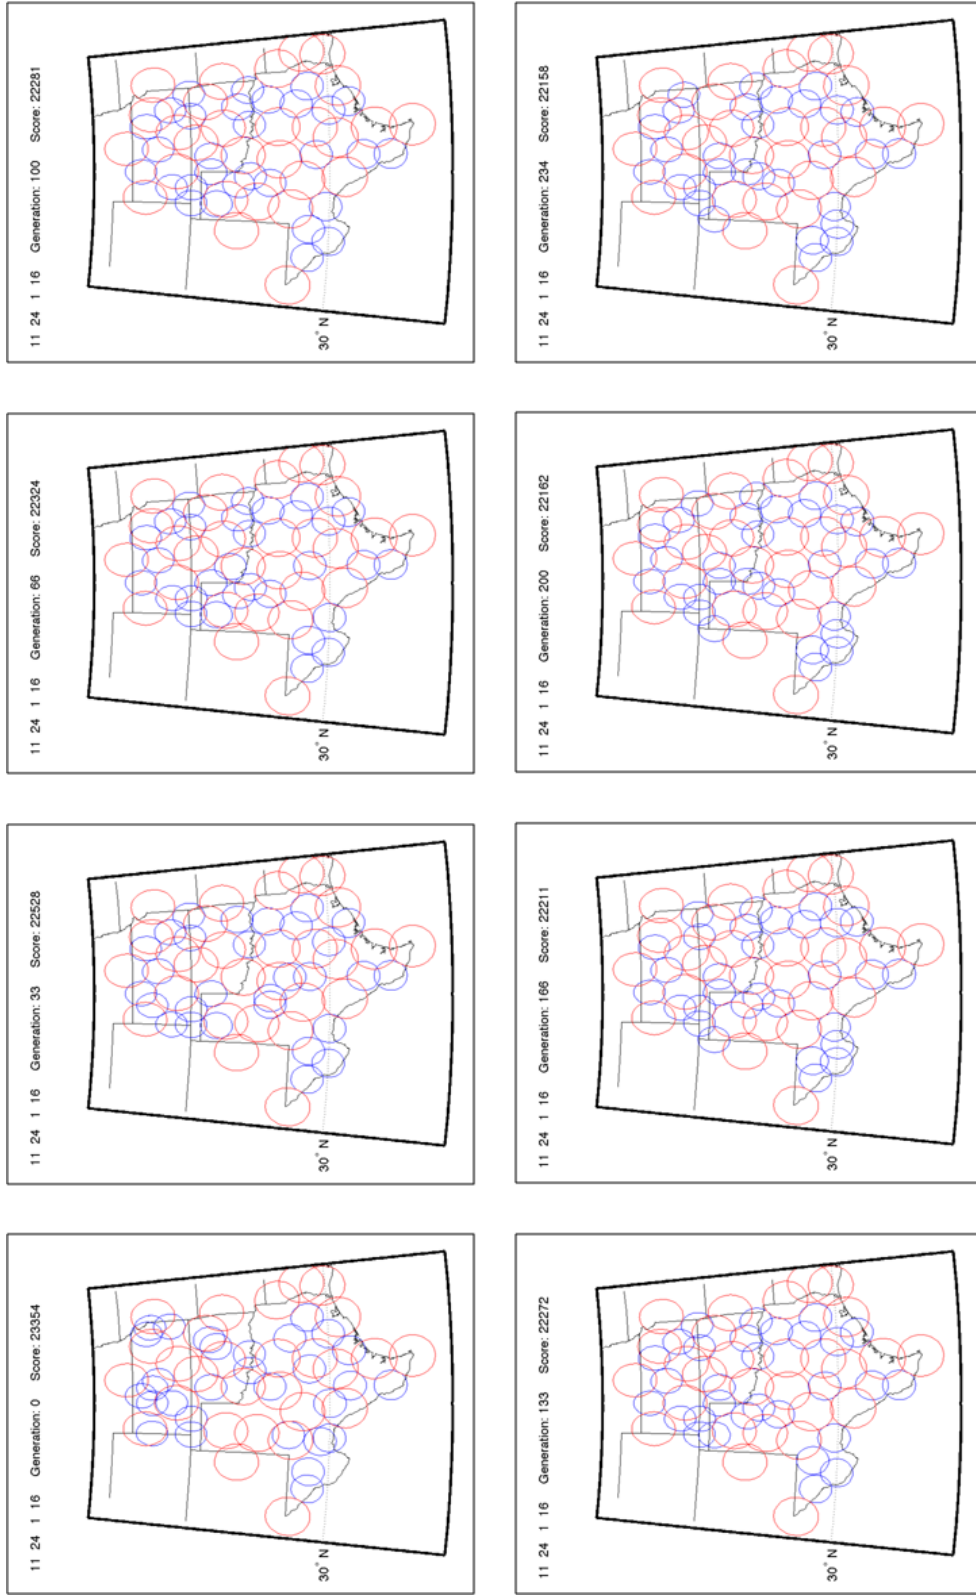 11 24 1 16 Generation: 0 Score: 23354
30° N
11 24 1 16 Generation: 33 Score: 22528
30° N
11 24 1 16 Generation: 66 Score: 22324
30° N
11 24 1 16 Generation: 100 Score: 22281
30° N
11 24 1 16 Generation: 133 Score: 22272
30° N
11 24 1 16 Generation: 166 Score: 22211
30° N
11 24 1 16 Generation: 200 Score: 22162
30° N
11 24 1 16 Generation: 234 Score: 22158
30° N